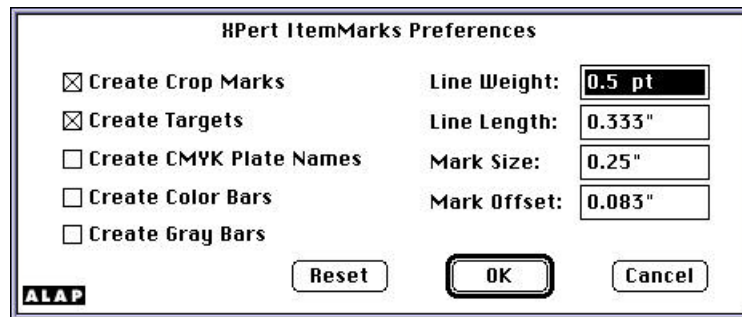 XPert ItemMarks Preferences
Create Crop Marks
Line Weight: 0.5 pt
Create Targets
Line Length: 0.333"
Create CMYK Plate Names
Mark Size: 0.25"
Create Color Bars
Mark Offset: 0.083"
Create Gray Bars
Reset OK Cancel
ALAP